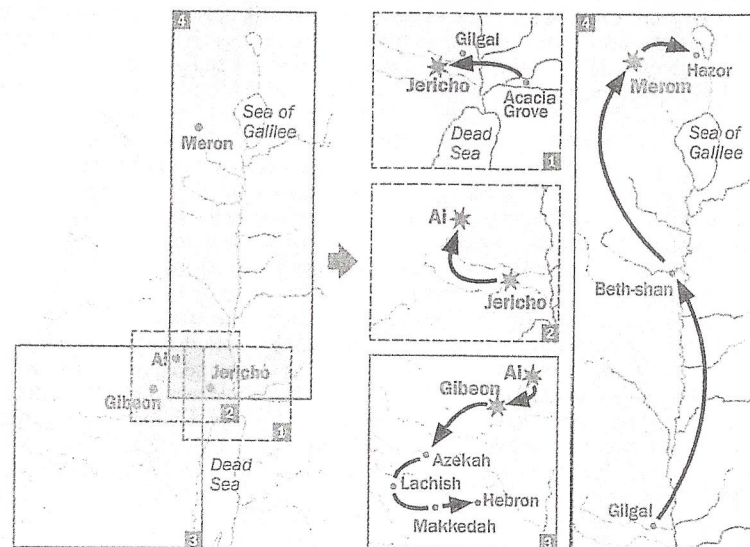 4
Sea of
Galilee
Meron
Ai
Jericho
Gibeon
2
1
Dead
Sea
3
Gilgal
Jericho
Acacia
Grove
Dead
Sea
1
Ai
Jericho
2
Ai
Gibeon
Azekah
Lachish
Hebron
Makkedah
3
4
Hazor
Merom
Sea of
Galilee
Beth-shan
Gilgal